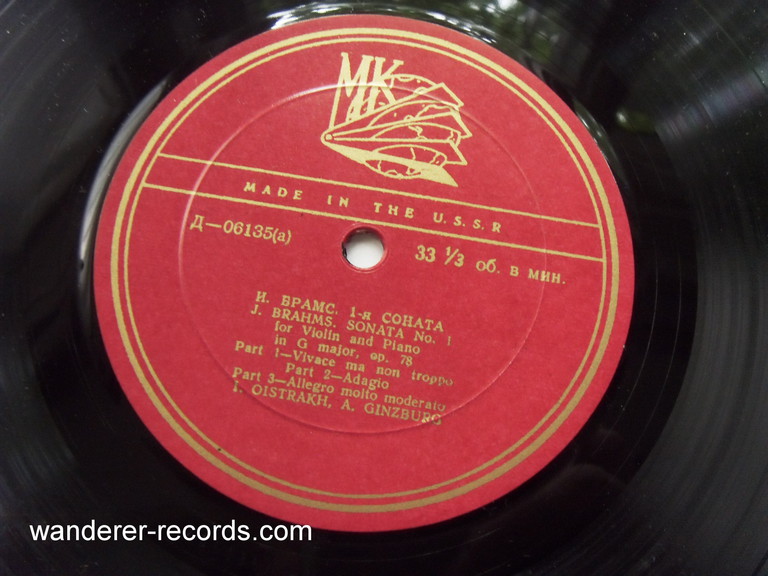 MK
MADE IN THE U.S.S.R
Д—06135(а)
33 ⅓ об. в мин.
И. БРАМС. 1-я СОНАТА
J. BRAHMS. SONATA No. 1
for Violin and Piano
in G major, op. 78
Part 1—Vivace ma non troppo
Part 2—Adagio
Part 3—Allegro molto moderato
I. OISTRAKH, A. GINZBURG
wanderer-records.com